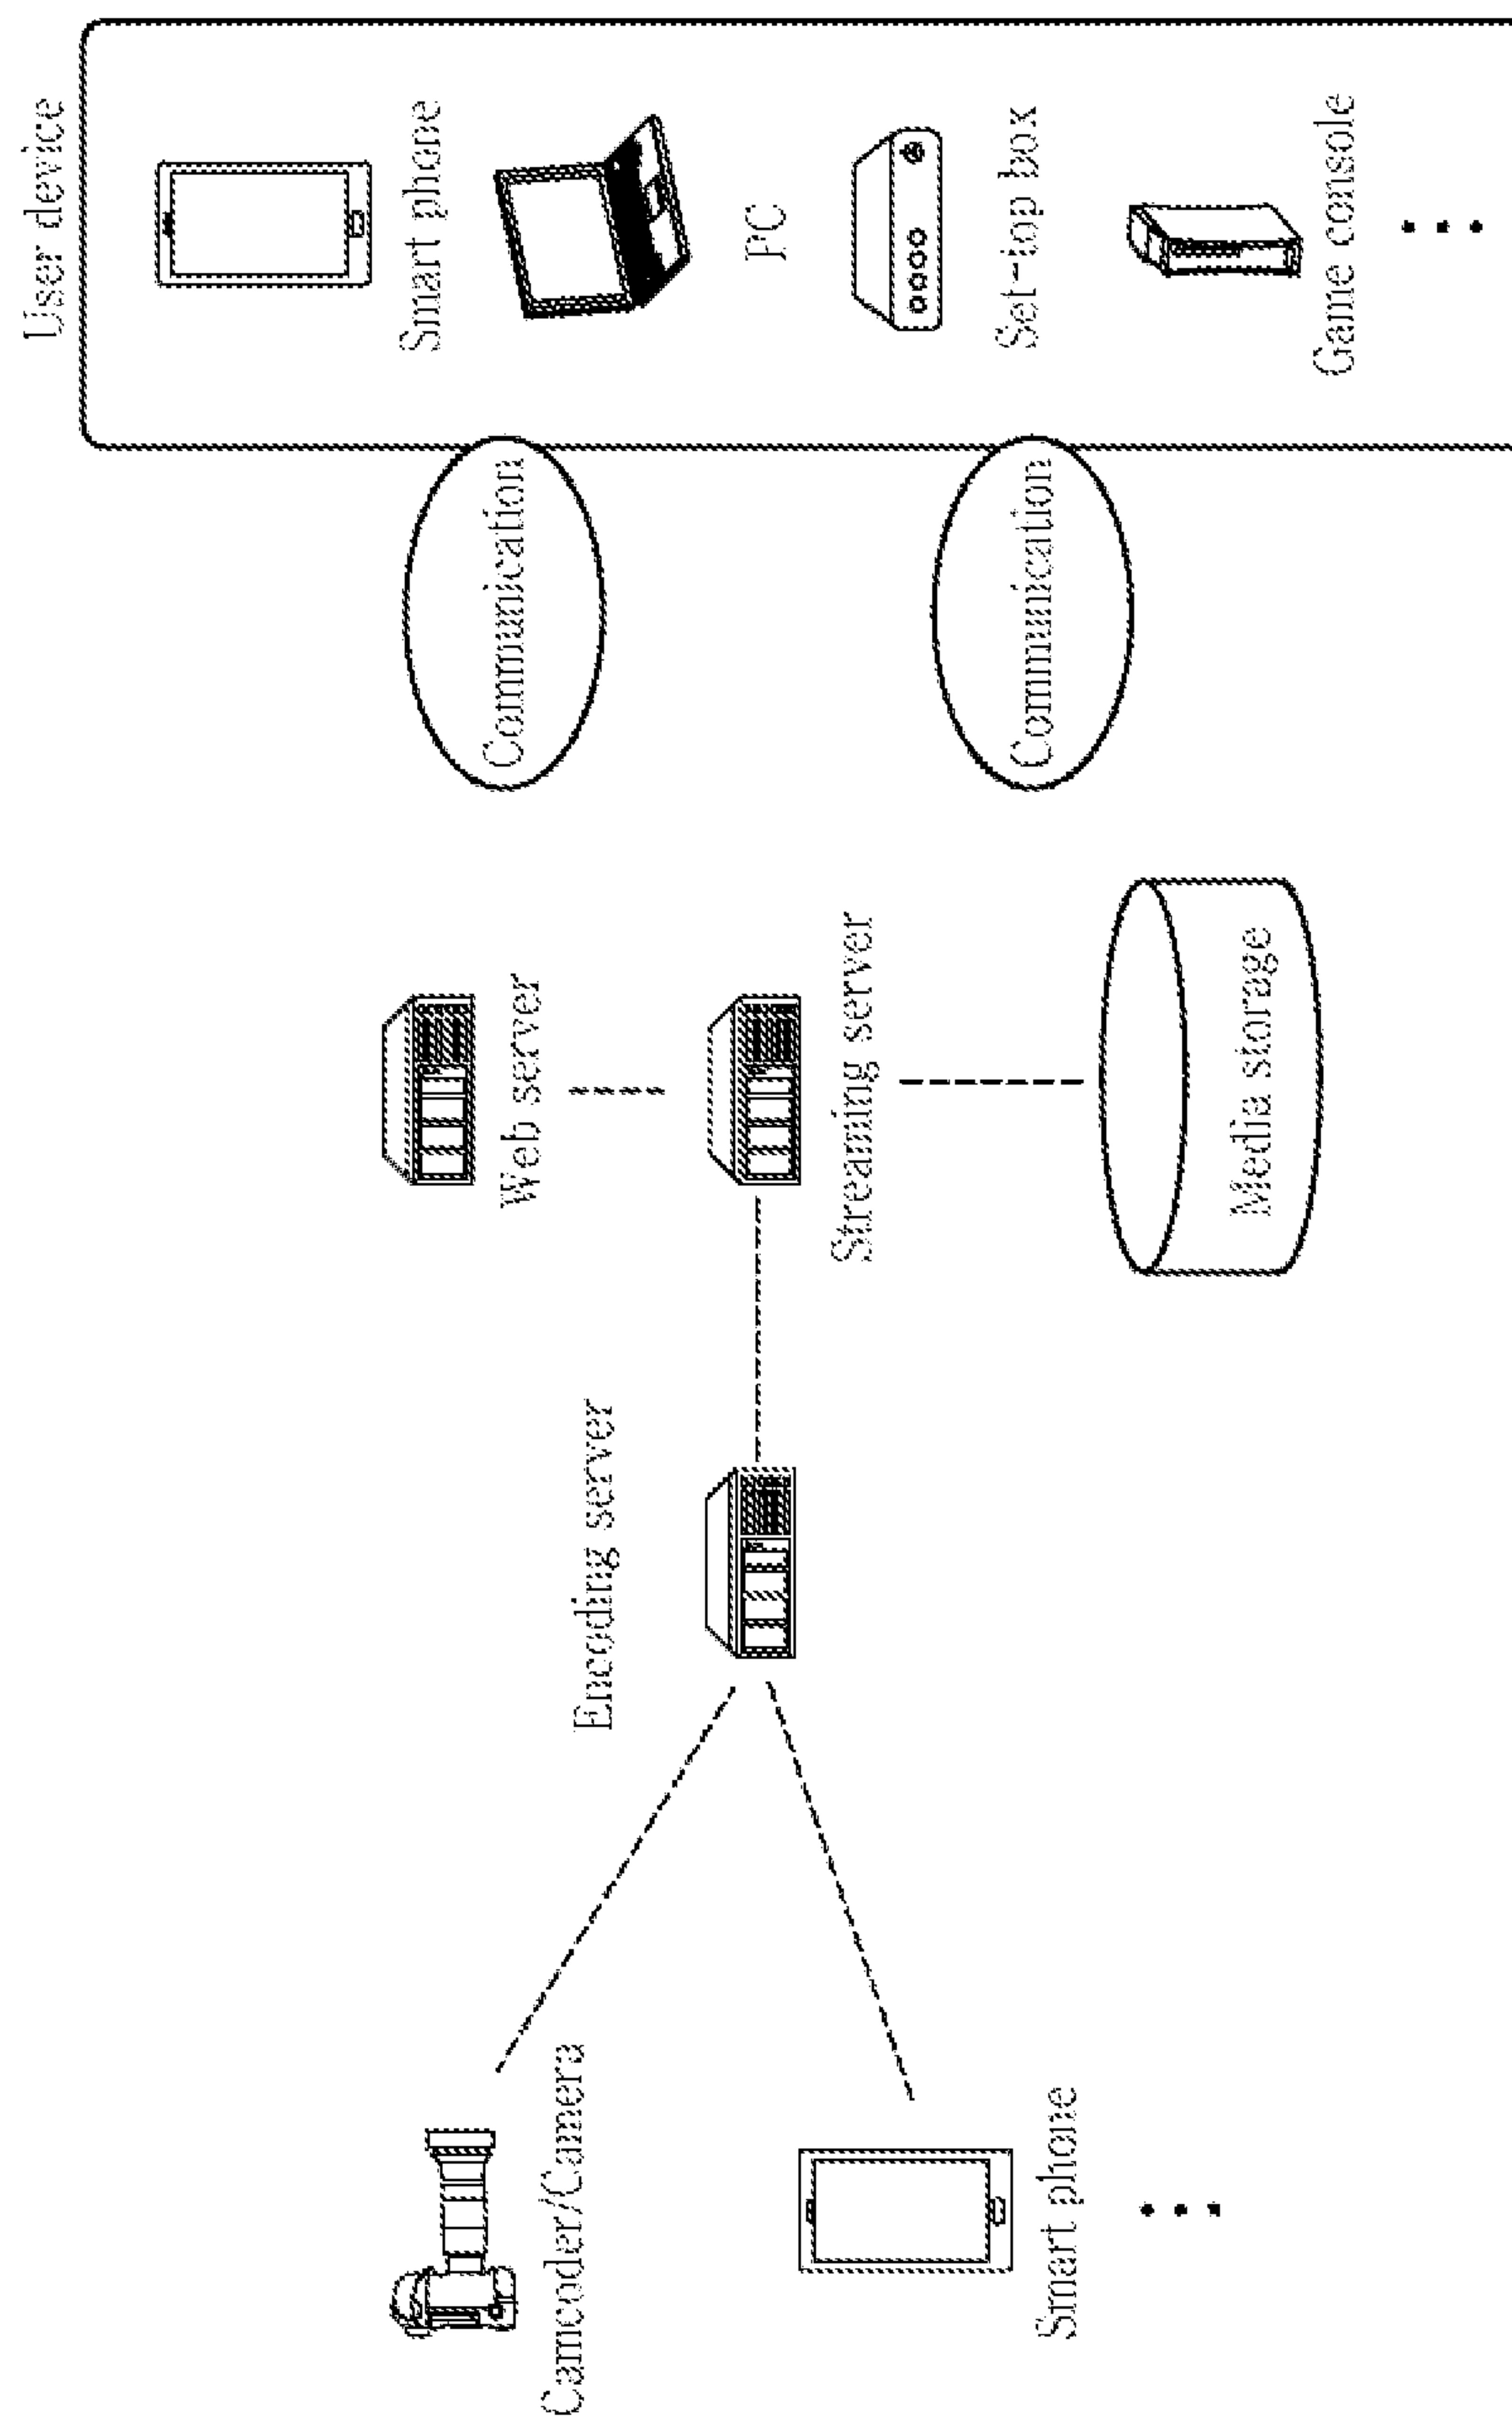 User device
Smart phone
PC
Set-top box
Game console
Communication
Communication
Web server
Streaming server
Media storage
Encoding server
Camcoder/Camera
Smart phone